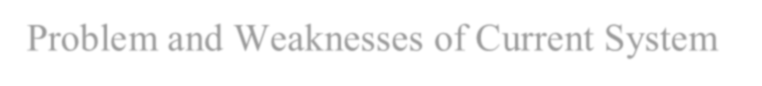 Problem and Weaknesses of Current System